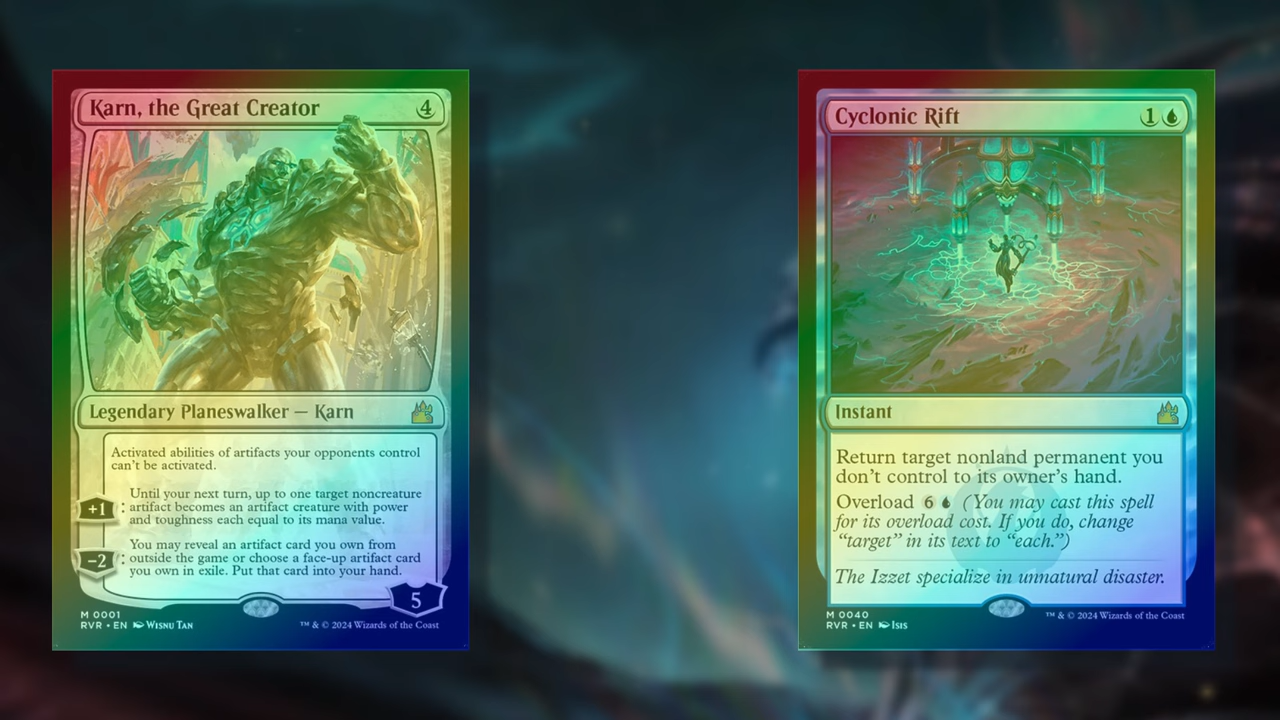 Karn, the Great Creator 4
Legendary Planeswalker — Karn
Activated abilities of artifacts your opponents control
can't be activated.
+1 : Until your next turn, up to one target noncreature
artifact becomes an artifact creature with power
and toughness each equal to its mana value.
−2 : You may reveal an artifact card you own from
outside the game or choose a face-up artifact card
you own in exile. Put that card into your hand.
5
M 0001
RVR • EN Wisnu Tan
™ & © 2024 Wizards of the Coast
Cyclonic Rift 1
Instant
Return target nonland permanent you
don't control to its owner's hand.
Overload 6 (You may cast this spell
for its overload cost. If you do, change
"target" in its text to "each.")
The Izzet specialize in unnatural disaster.
M 0040
RVR • EN Isis
™ & © 2024 Wizards of the Coast